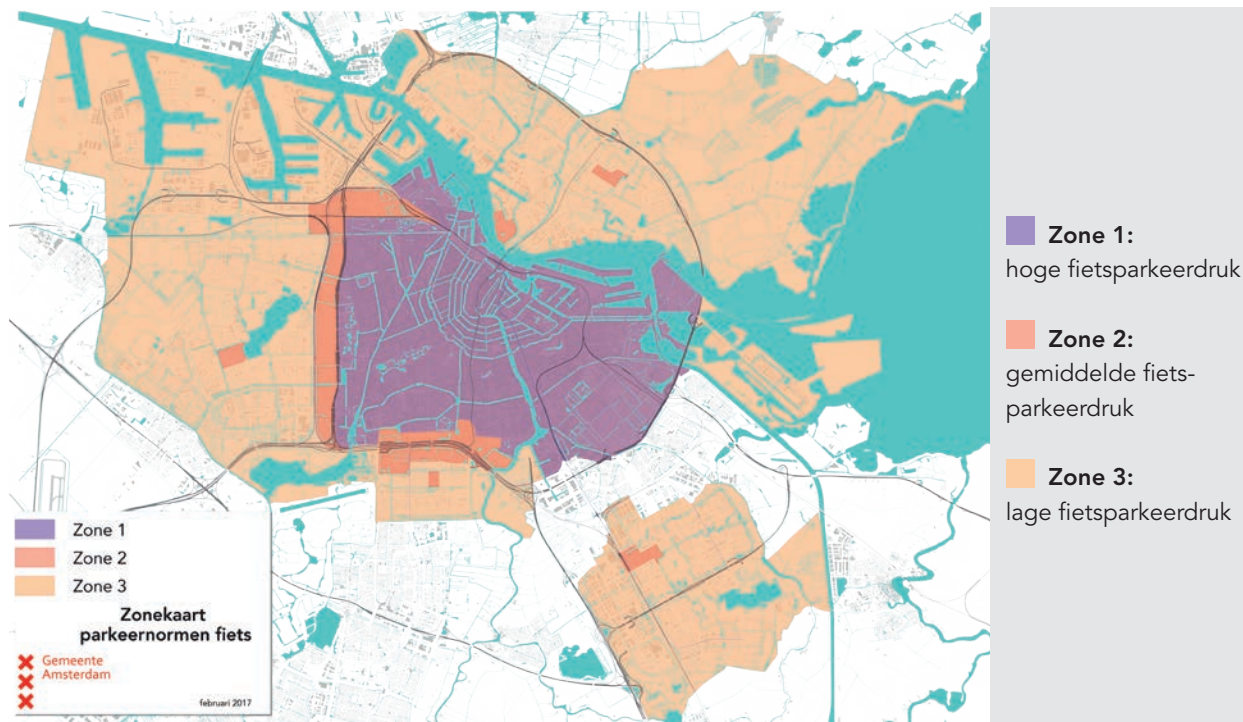 Zone 1
Zone 2
Zone 3
Zonekaart
parkeernormen fiets
Gemeente
Amsterdam
februari 2017
Zone 1:
hoge fietsparkeerdruk
Zone 2:
gemiddelde fiets-
parkeerdruk
Zone 3:
lage fietsparkeerdruk